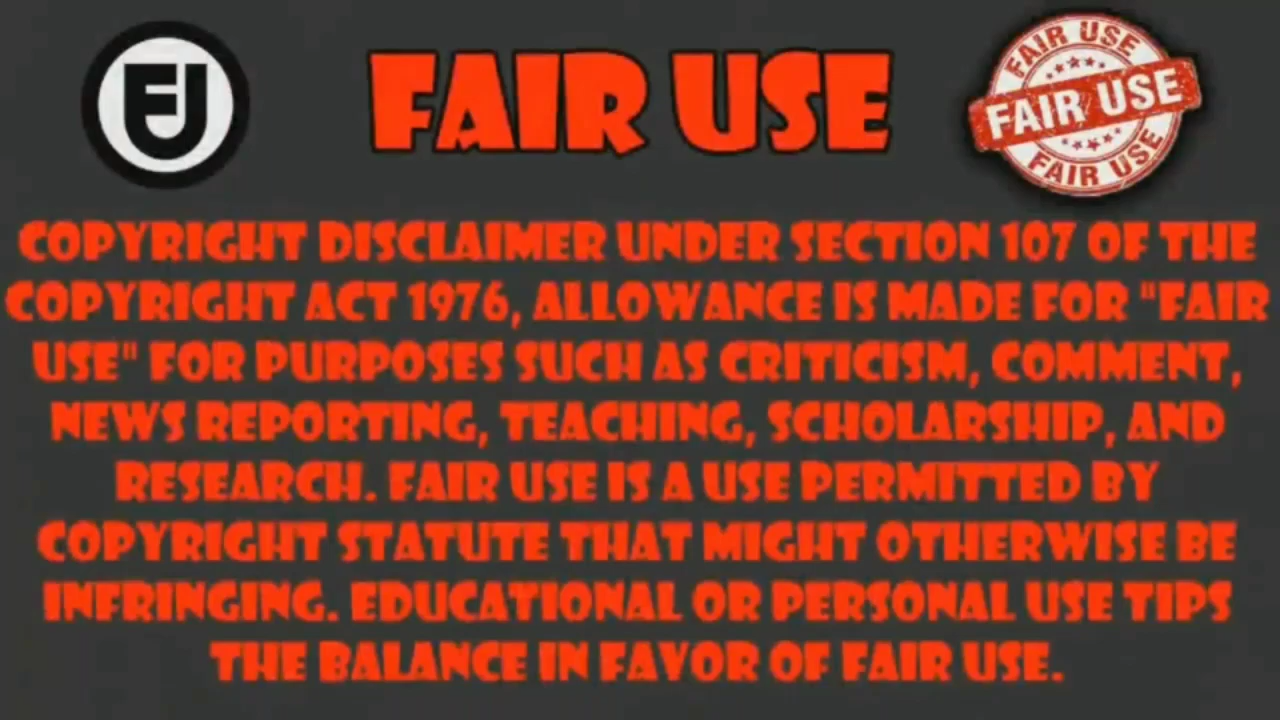 FAIR USE
FAIR USE
FAIR USE
FAIR USE
COPYRIGHT DISCLAIMER UNDER SECTION 107 OF THE
COPYRIGHT ACT 1976, ALLOWANCE IS MADE FOR "FAIR
USE" FOR PURPOSES SUCH AS CRITICISM, COMMENT,
NEWS REPORTING, TEACHING, SCHOLARSHIP, AND
RESEARCH. FAIR USE IS A USE PERMITTED BY
COPYRIGHT STATUTE THAT MIGHT OTHERWISE BE
INFRINGING. EDUCATIONAL OR PERSONAL USE TIPS
THE BALANCE IN FAVOR OF FAIR USE.